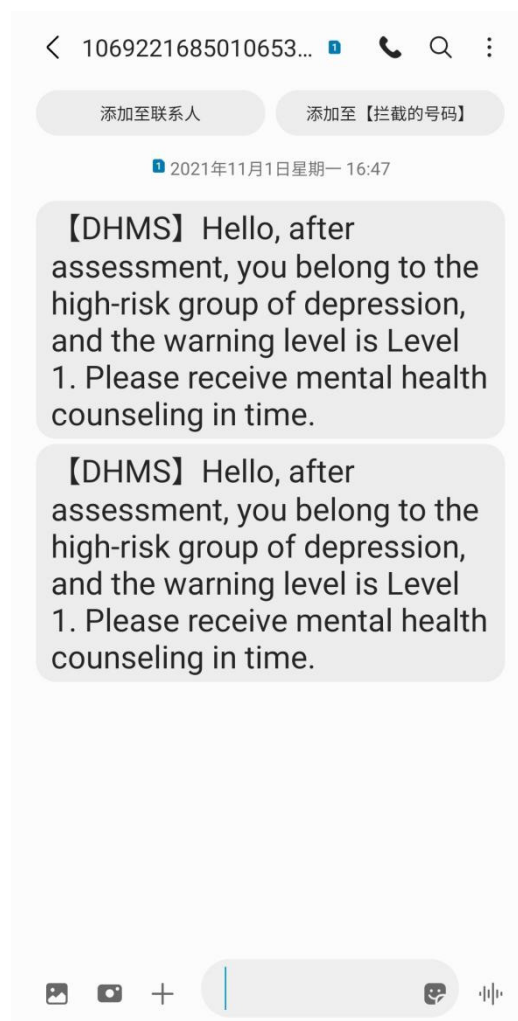 1069221685010653... 1
添加至联系人 添加至【拦截的号码】
1 2021年11月1日星期一 16:47
【DHMS】Hello, after
assessment, you belong to the
high-risk group of depression,
and the warning level is Level
1. Please receive mental health
counseling in time.
【DHMS】Hello, after
assessment, you belong to the
high-risk group of depression,
and the warning level is Level
1. Please receive mental health
counseling in time.